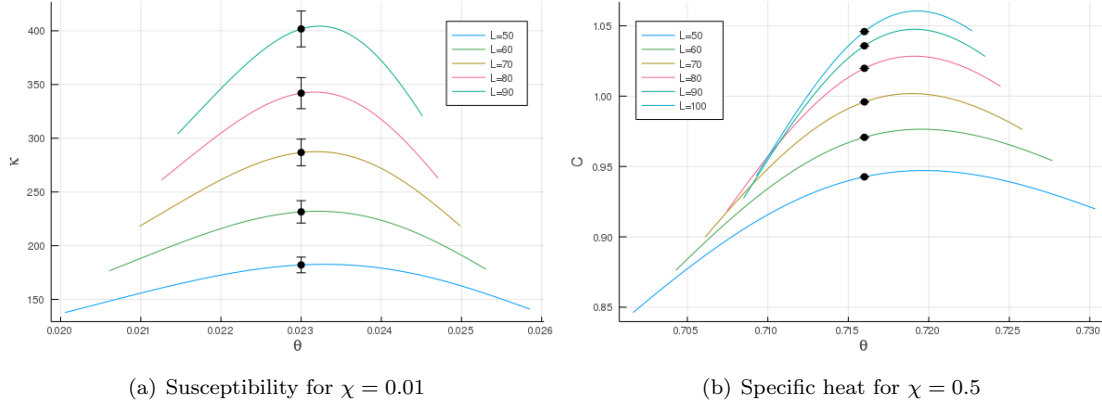 400
350
300
250
200
150
κ
0.020
0.021
0.022
0.023
0.024
0.025
0.026
θ
L=50
L=60
L=70
L=80
L=90
1.05
1.00
0.95
0.90
0.85
C
0.705
0.710
0.715
0.720
0.725
0.730
θ
L=50
L=60
L=70
L=80
L=90
L=100
(a) Susceptibility for χ = 0.01
(b) Specific heat for χ = 0.5